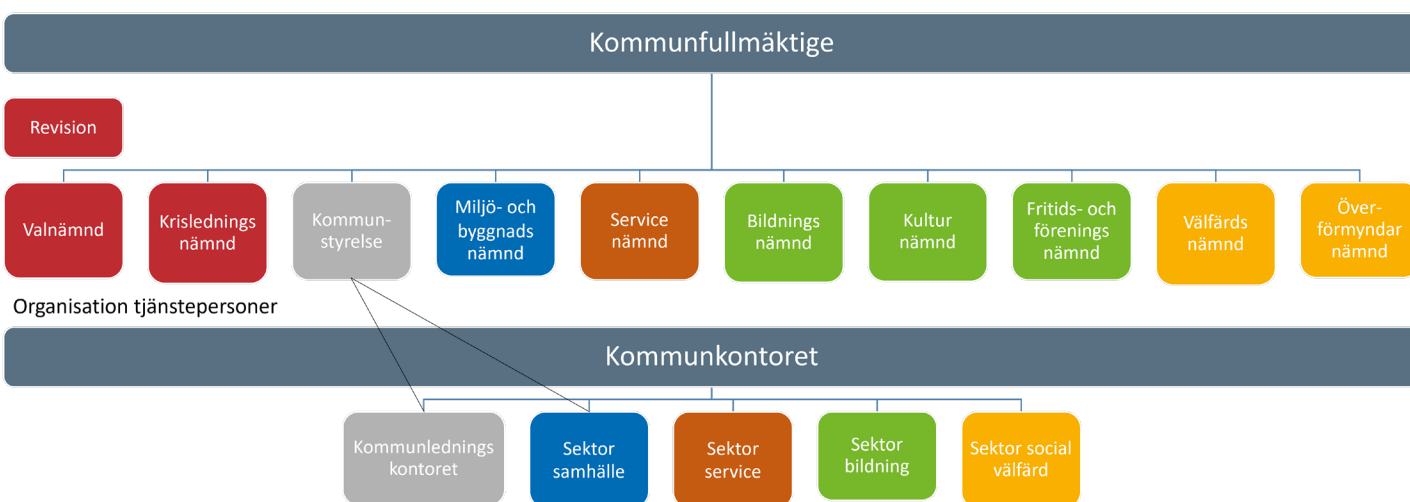 Kommunfullmäktige
Revision
Valnämnd
Krislednings
nämnd
Kommun-
styrelse
Miljö- och
byggnads
nämnd
Service
nämnd
Bildnings
nämnd
Kultur
nämnd
Fritids- och
förenings
nämnd
Välfärds
nämnd
Över-
förmyndar
nämnd
Organisation tjänstepersoner
Kommunkontoret
Kommunlednings
kontoret
Sektor
samhälle
Sektor
service
Sektor
bildning
Sektor social
välfärd